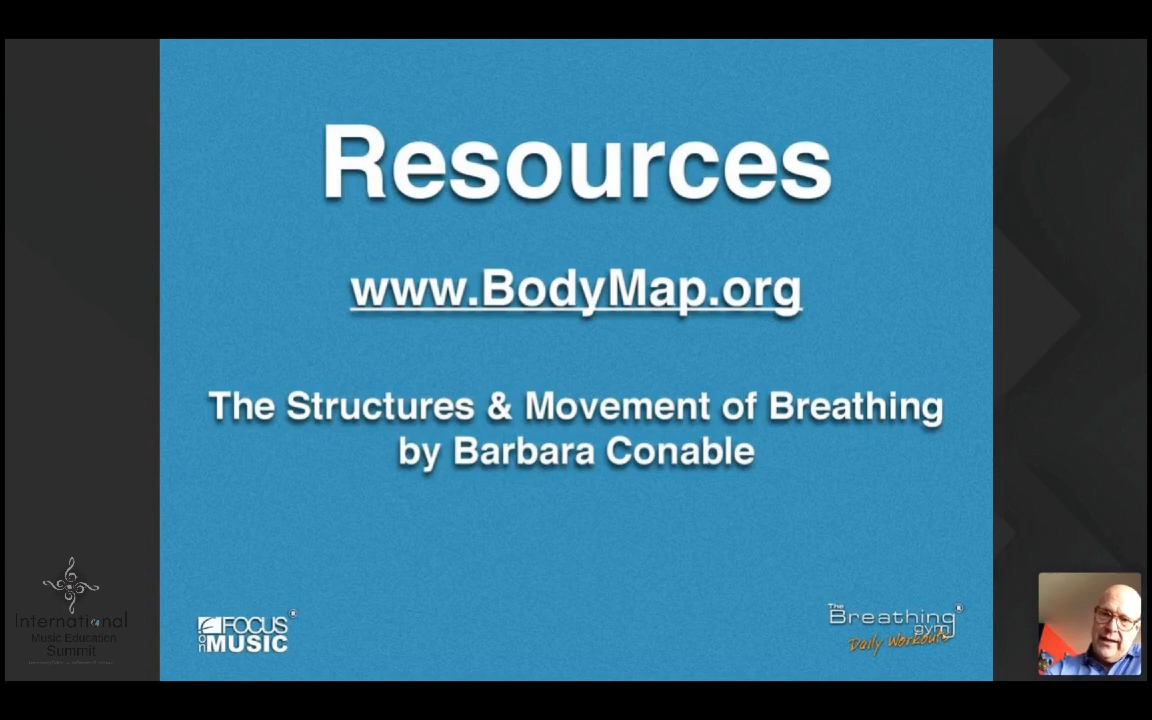 Resources
www.BodyMap.org
The Structures & Movement of Breathing
by Barbara Conable
International
Music Education
Summit
on FOCUS
MUSIC
The
Breathing
gym
Daily Workouts